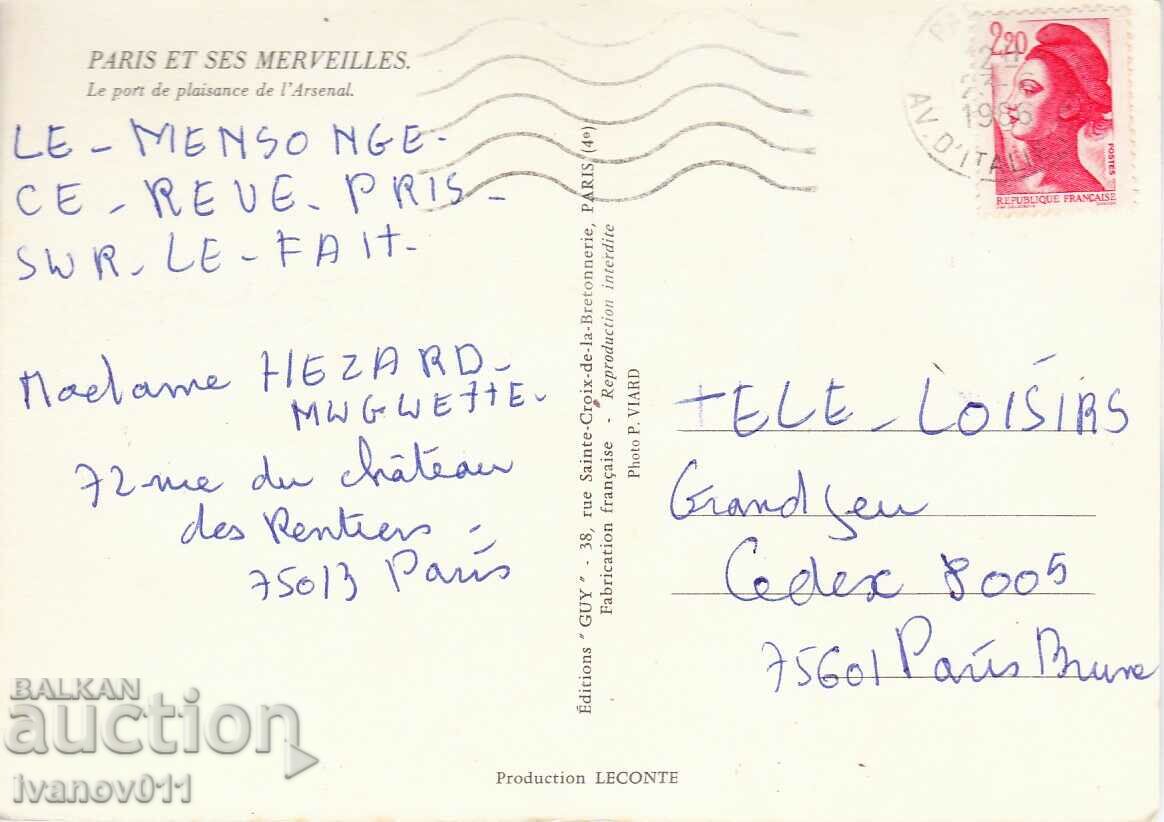 PARIS ET SES MERVEILLES.
Le port de plaisance de l'Arsenal.
LE - MENSONGE -
CE - REVE - PRIS -
SUR - LE - FAIT -
Madame HEZARD -
MUGUETTE -
72 rue du château
des Rentiers -
75013 Paris
Éditions "GUY" - 38, rue Sainte-Croix-de-la-Bretonnerie, PARIS (4e)
Fabrication française - Reproduction interdite
Photo P. VIARD
2,20
POSTES
REPUBLIQUE FRANÇAISE
1986
AV. D'ITALI
TELE - LOISIRS
Grand Jeu
Cedex 8005
75601 Paris Brune
Production LECONTE
BALKAN
auction
ivanov011